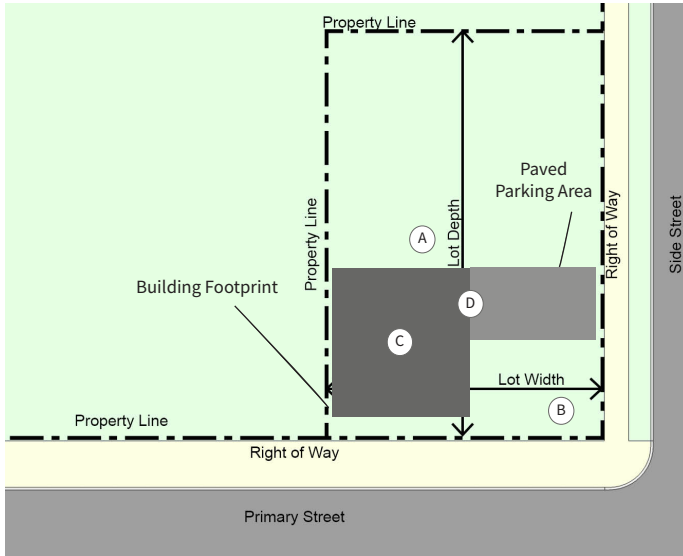 Property Line
Paved
Parking Area
Property Line
Lot Depth
Right of Way
Side Street
A
Building Footprint
D
C
Lot Width
B
Property Line
Right of Way
Primary Street